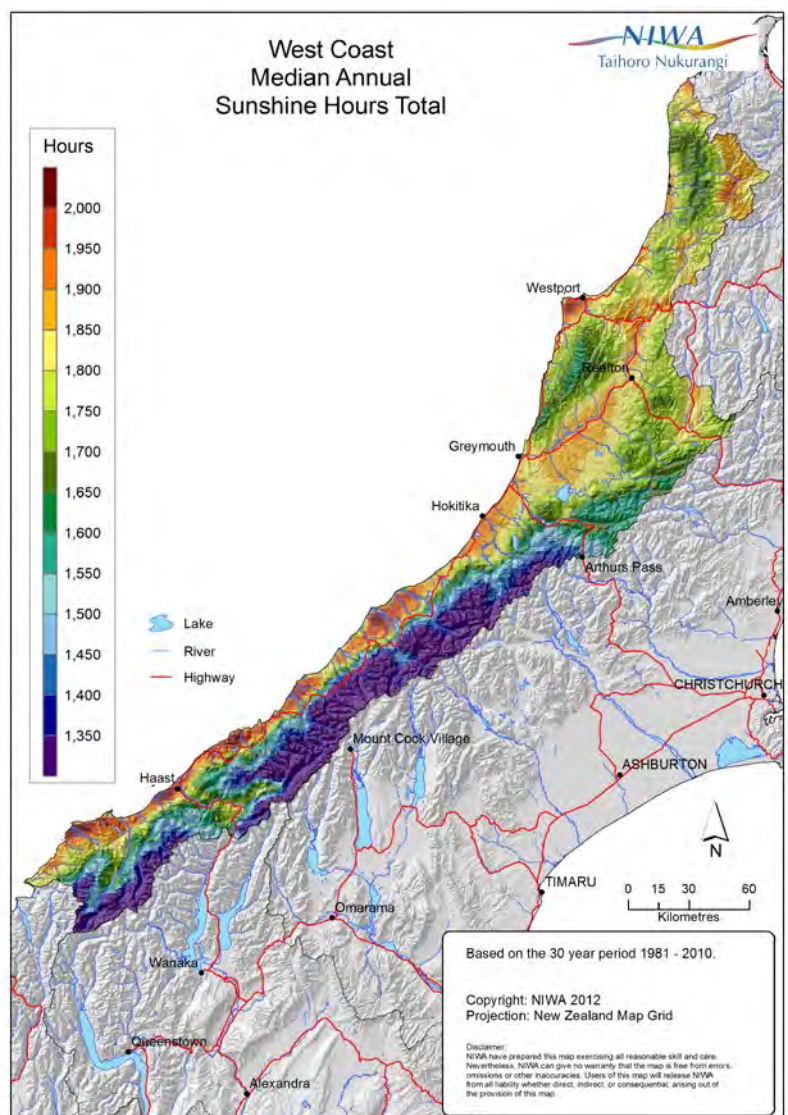 West Coast
Median Annual
Sunshine Hours Total
NIWA
Taihoro Nukurangi
Hours
2,000
1,950
1,900
1,850
1,800
1,750
1,700
1,650
1,600
1,550
1,500
1,450
1,400
1,350
Lake
River
Highway
Westport
Reefton
Greymouth
Hokitika
Arthurs Pass
Amberley
CHRISTCHURCH
Mount Cook Village
ASHBURTON
Haast
N
TIMARU
0 15 30 60
Kilometres
Omarama
Wanaka
Queenstown
Alexandra
Based on the 30 year period 1981 - 2010.
Copyright: NIWA 2012
Projection: New Zealand Map Grid
Disclaimer:
NIWA have prepared this map exercising all reasonable skill and care.
Nevertheless, NIWA can give no warranty that the map is free from errors,
omissions or other inaccuracies. Users of this map will release NIWA
from all liability whether direct, indirect, or consequential, arising out of
the provision of this map.